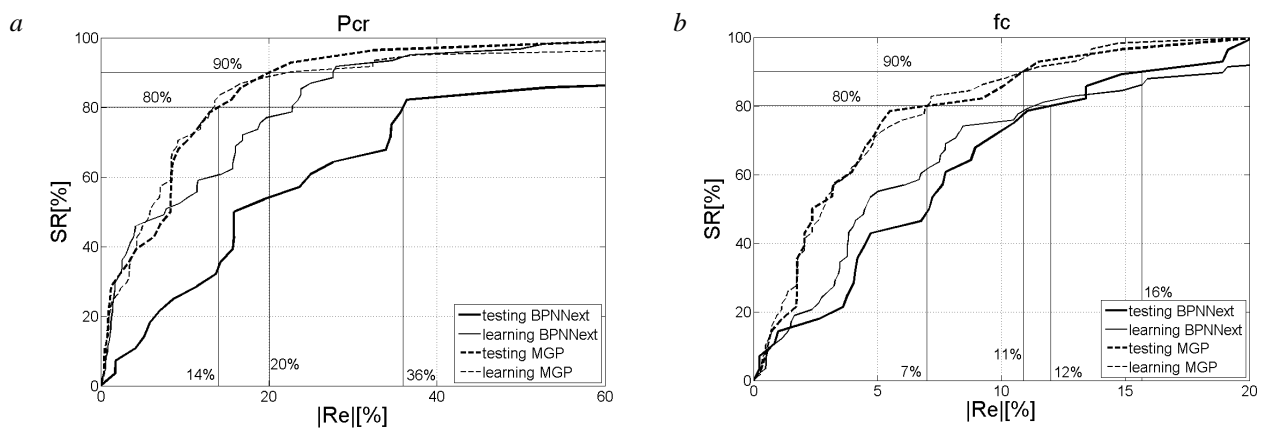 a
Pcr
100
90%
80
80%
60
SR[%]
40
20
0
14%
20%
36%
testing BPNNext
learning BPNNext
testing MGP
learning MGP
0
20
40
60
|Re|[%]
b
fc
100
90%
80
80%
60
SR[%]
40
20
0
7%
11%
12%
16%
testing BPNNext
learning BPNNext
testing MGP
learning MGP
0
5
10
15
20
|Re|[%]